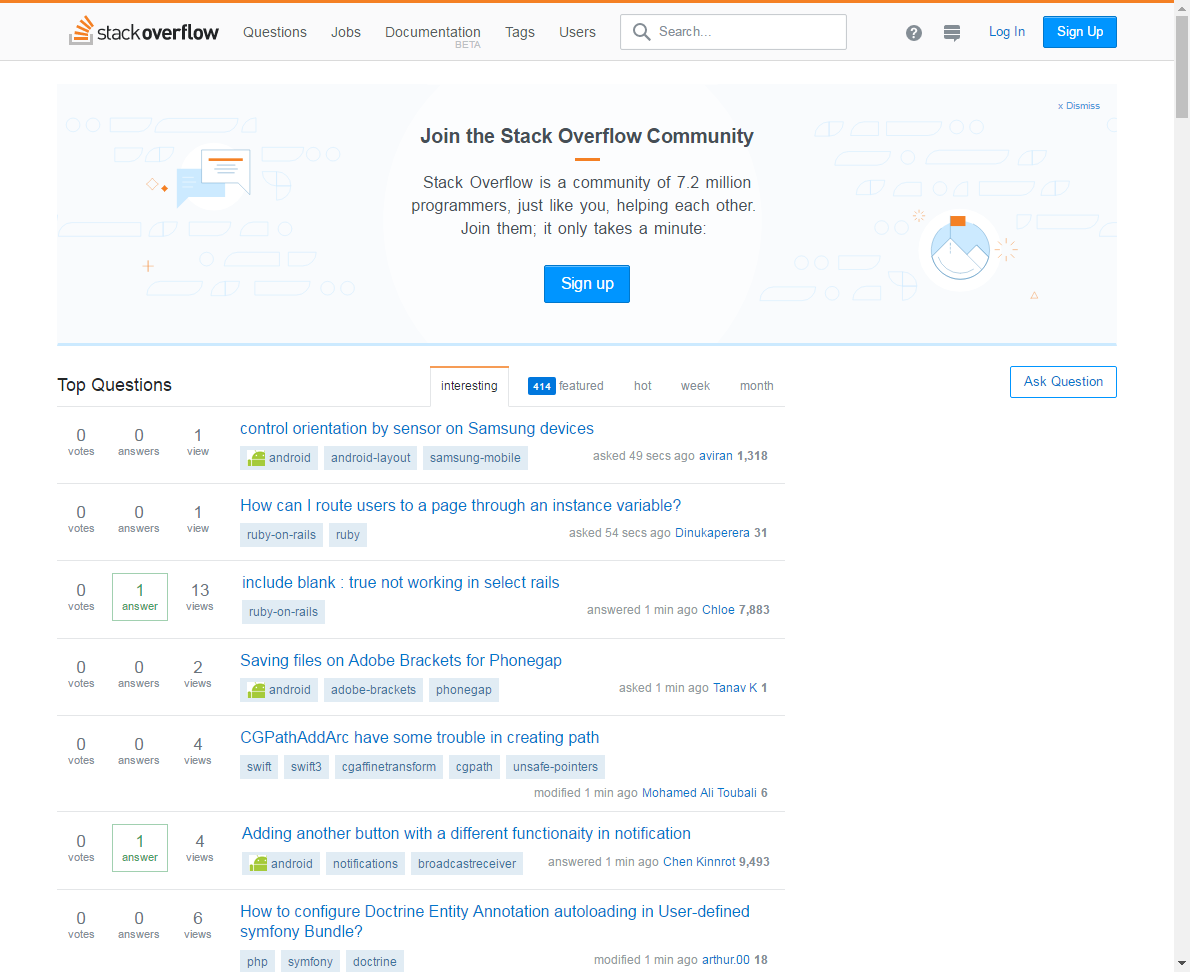 stackoverflow Questions Jobs Documentation Tags Users Search... ? Log In Sign Up
BETA
x Dismiss
Join the Stack Overflow Community
Stack Overflow is a community of 7.2 million
programmers, just like you, helping each other.
Join them; it only takes a minute:
Sign up
Top Questions interesting 414 featured hot week month Ask Question
control orientation by sensor on Samsung devices
0 0 1
votes answers view
android android-layout samsung-mobile asked 49 secs ago aviran 1,318
How can I route users to a page through an instance variable?
0 0 1
votes answers view
ruby-on-rails ruby asked 54 secs ago Dinukaperera 31
include blank : true not working in select rails
0 1 13
votes answer views
ruby-on-rails answered 1 min ago Chloe 7,883
Saving files on Adobe Brackets for Phonegap
0 0 2
votes answers views
android adobe-brackets phonegap asked 1 min ago Tanav K 1
CGPathAddArc have some trouble in creating path
0 0 4
votes answers views
swift swift3 cgaffinetransform cgpath unsafe-pointers
modified 1 min ago Mohamed Ali Toubali 6
Adding another button with a different functionaity in notification
0 1 4
votes answer views
android notifications broadcastreceiver answered 1 min ago Chen Kinnrot 9,493
How to configure Doctrine Entity Annotation autoloading in User-defined
symfony Bundle?
0 0 6
votes answers views
php symfony doctrine modified 1 min ago arthur.00 18